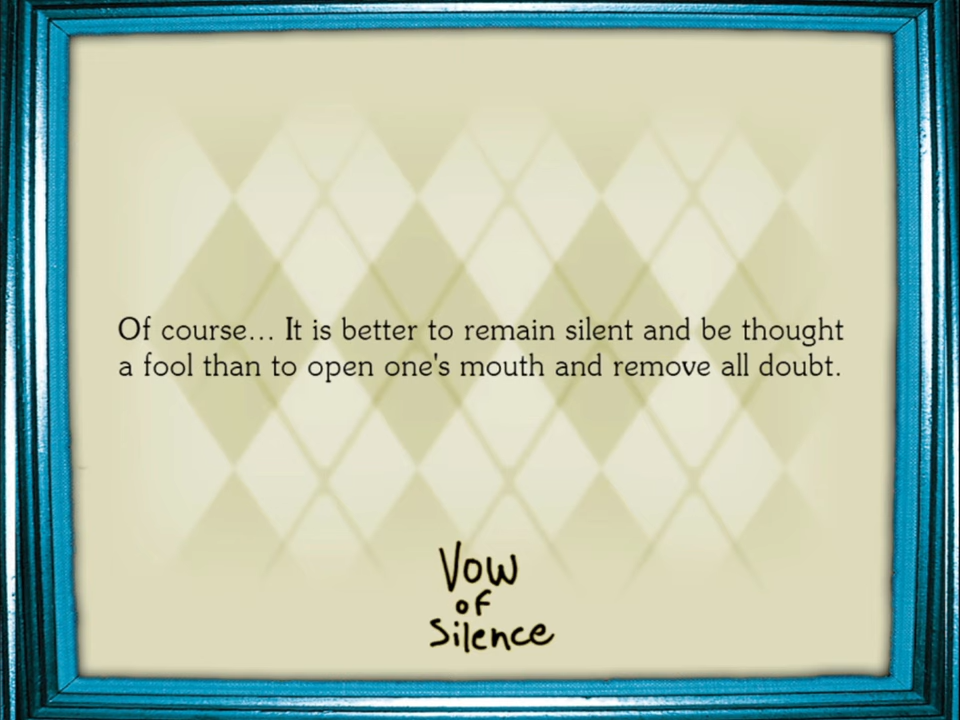 Of course... It is better to remain silent and be thought
a fool than to open one's mouth and remove all doubt.
Vow
of
Silence